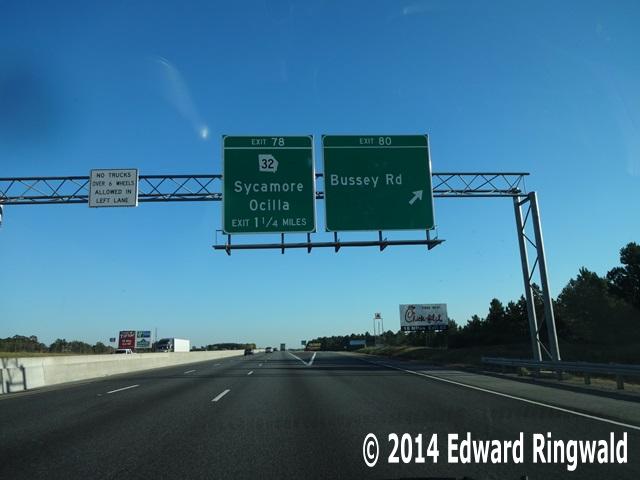 NO TRUCKS
OVER 6 WHEELS
ALLOWED IN
LEFT LANE
EXIT 78
32
Sycamore
Ocilla
EXIT 1 1/4 MILES
EXIT 80
Bussey Rd
Chick-fil-A
© 2014 Edward Ringwald